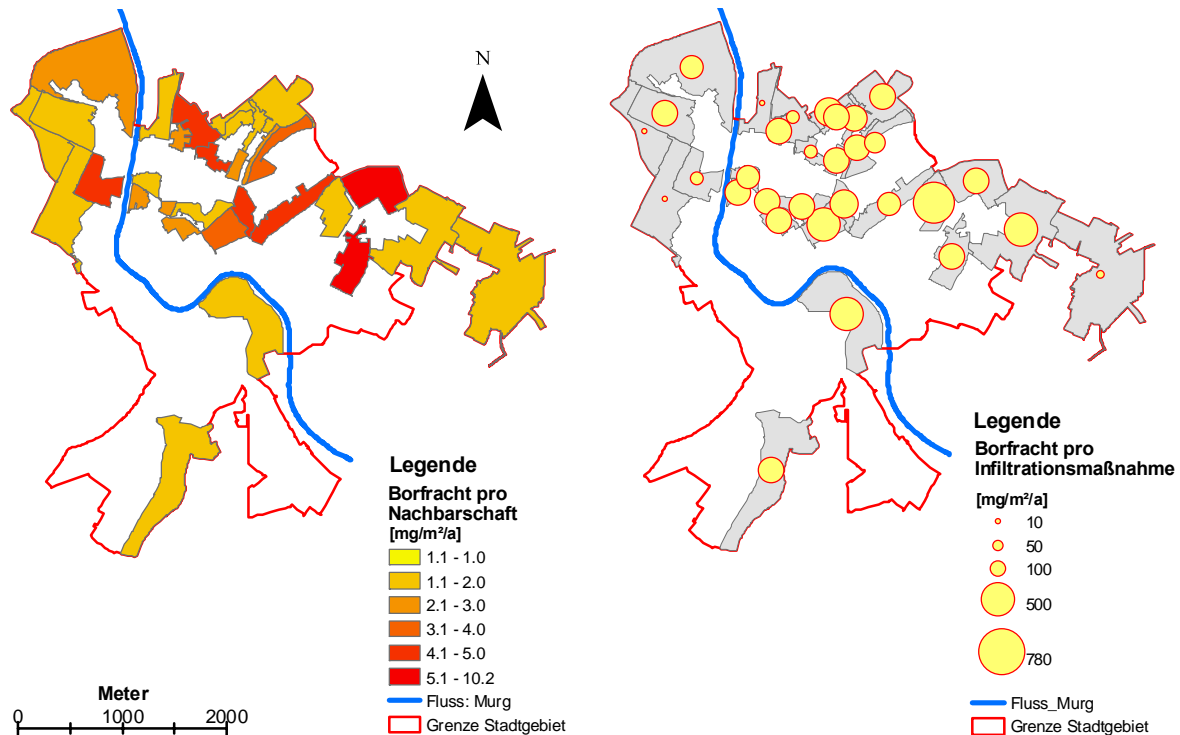 N
Legende
Borfracht pro
Nachbarschaft
[mg/m²/a]
1.1 - 1.0
1.1 - 2.0
2.1 - 3.0
3.1 - 4.0
4.1 - 5.0
5.1 - 10.2
Fluss: Murg
Grenze Stadtgebiet
Meter
0 1000 2000
Legende
Borfracht pro
Infiltrationsmaßnahme
[mg/m²/a]
10
50
100
500
780
Fluss_Murg
Grenze Stadtgebiet